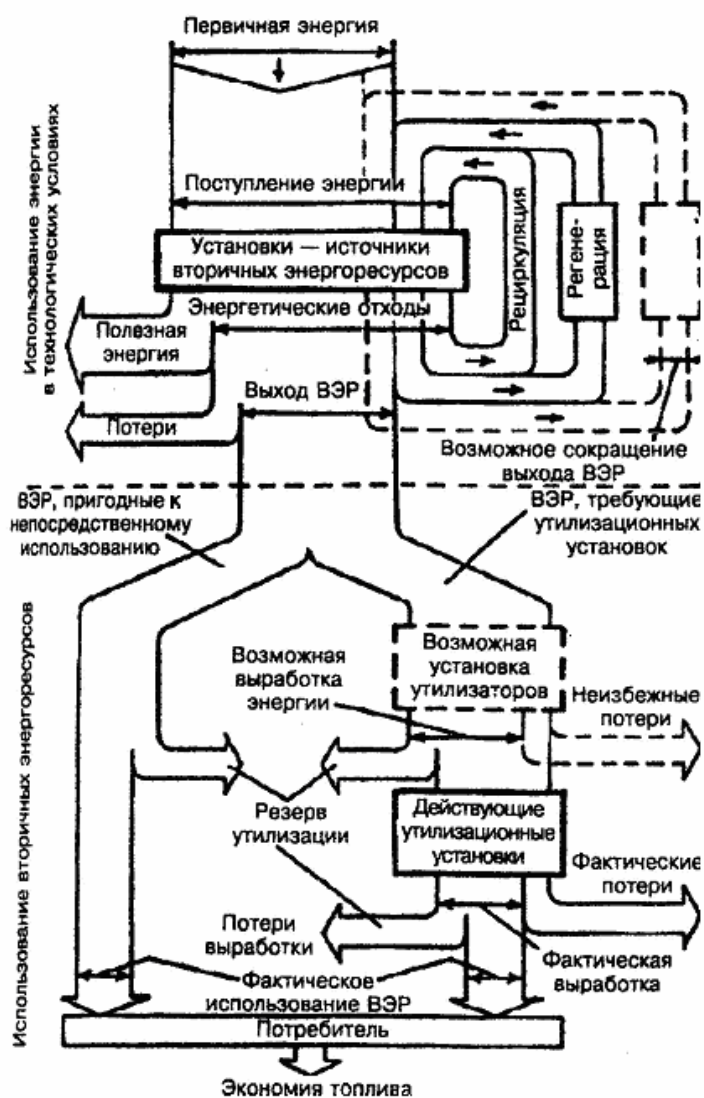 Первичная энергия
Использование энергии
в технологических условиях
Поступление энергии
Установки — источники
вторичных энергоресурсов
Рециркуляция
Регене-
рация
Энергетические отходы
Полезная
энергия
Выход ВЭР
Потери
Возможное сокращение
выхода ВЭР
ВЭР, пригодные к
непосредственному
использованию
ВЭР, требующие
утилизационных
установок
Использование вторичных энергоресурсов
Возможная
выработка
энергии
Возможная
установка
утилизаторов
Неизбежные
потери
Резерв
утилизации
Действующие
утилизационные
установки
Фактические
потери
Потери
выработки
Фактическая
выработка
Фактическое
использование ВЭР
Потребитель
Экономия топлива